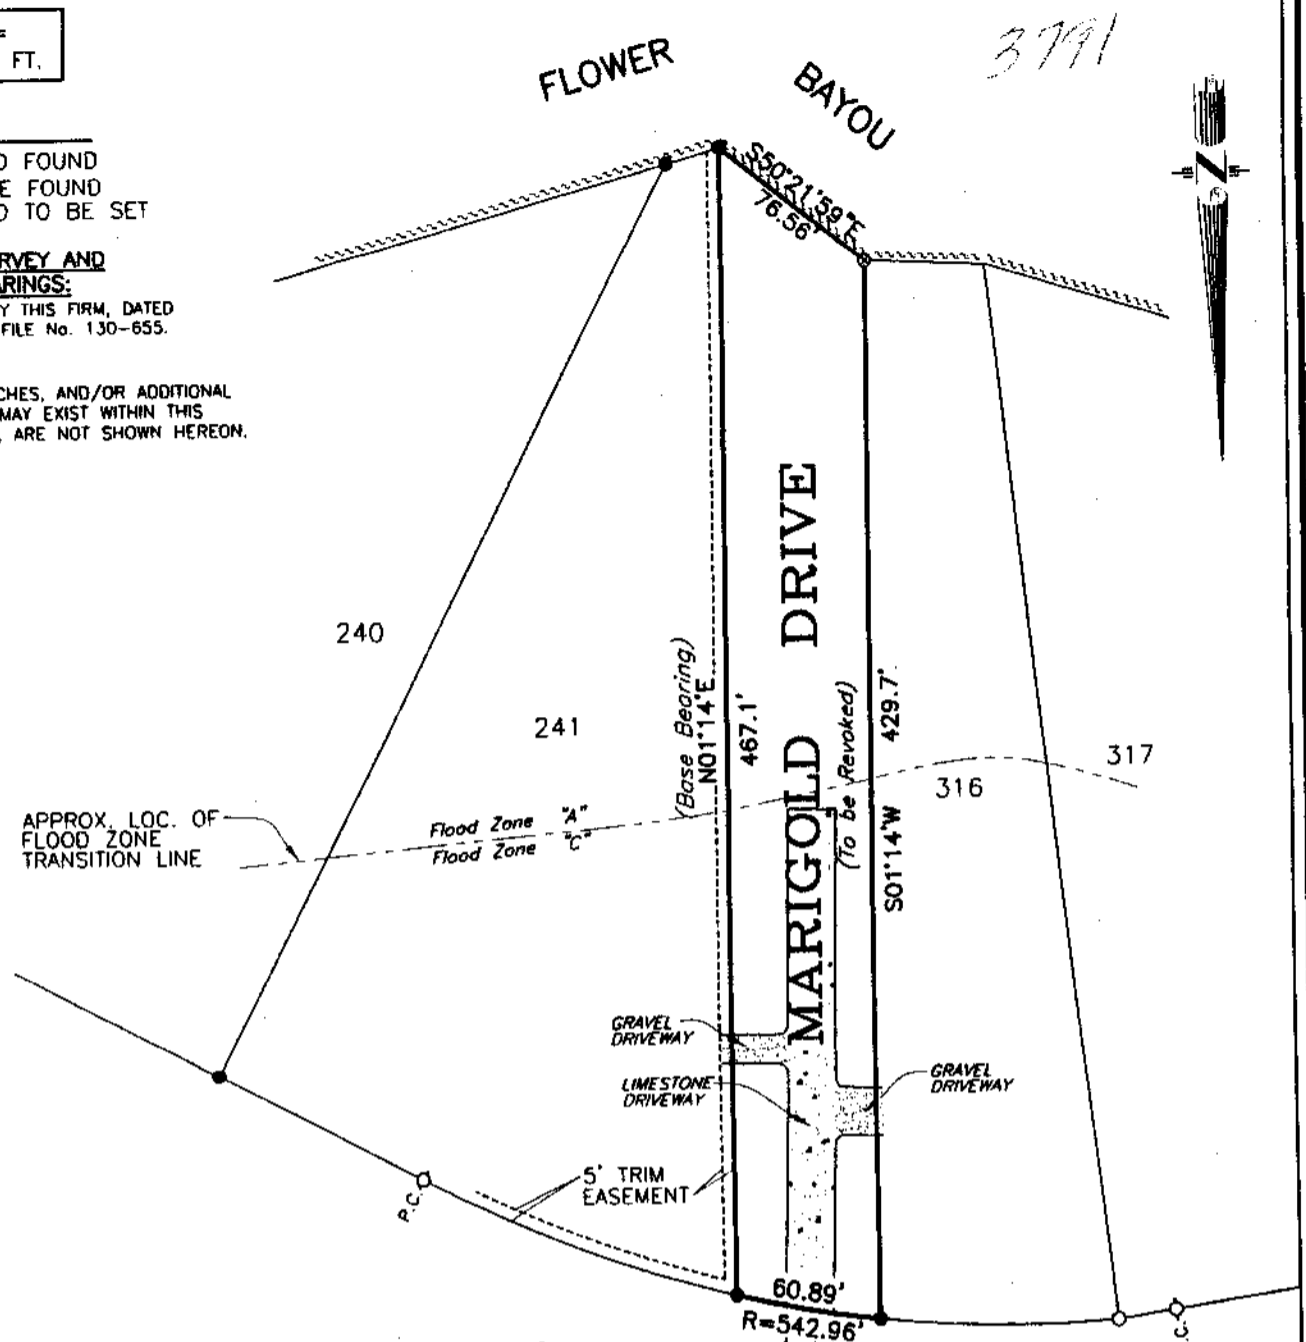 =
FT.
FLOWER
BAYOU
3791
FOUND
FOUND
TO BE SET
RVEY AND
ARINGS:
Y THIS FIRM, DATED
FILE No. 130-655.
CHES, AND/OR ADDITIONAL
MAY EXIST WITHIN THIS
, ARE NOT SHOWN HEREON.
S50°21'59"E
76.56'
240
241
(Base Bearing)
N01°14'E
467.1'
MARIGOLD DRIVE
(To be Revoked)
429.7'
S01°14'W
316
317
APPROX. LOC. OF
FLOOD ZONE
TRANSITION LINE
Flood Zone "A"
Flood Zone "C"
GRAVEL
DRIVEWAY
LIMESTONE
DRIVEWAY
GRAVEL
DRIVEWAY
5' TRIM
EASEMENT
P.C.
60.89'
R=542.96'